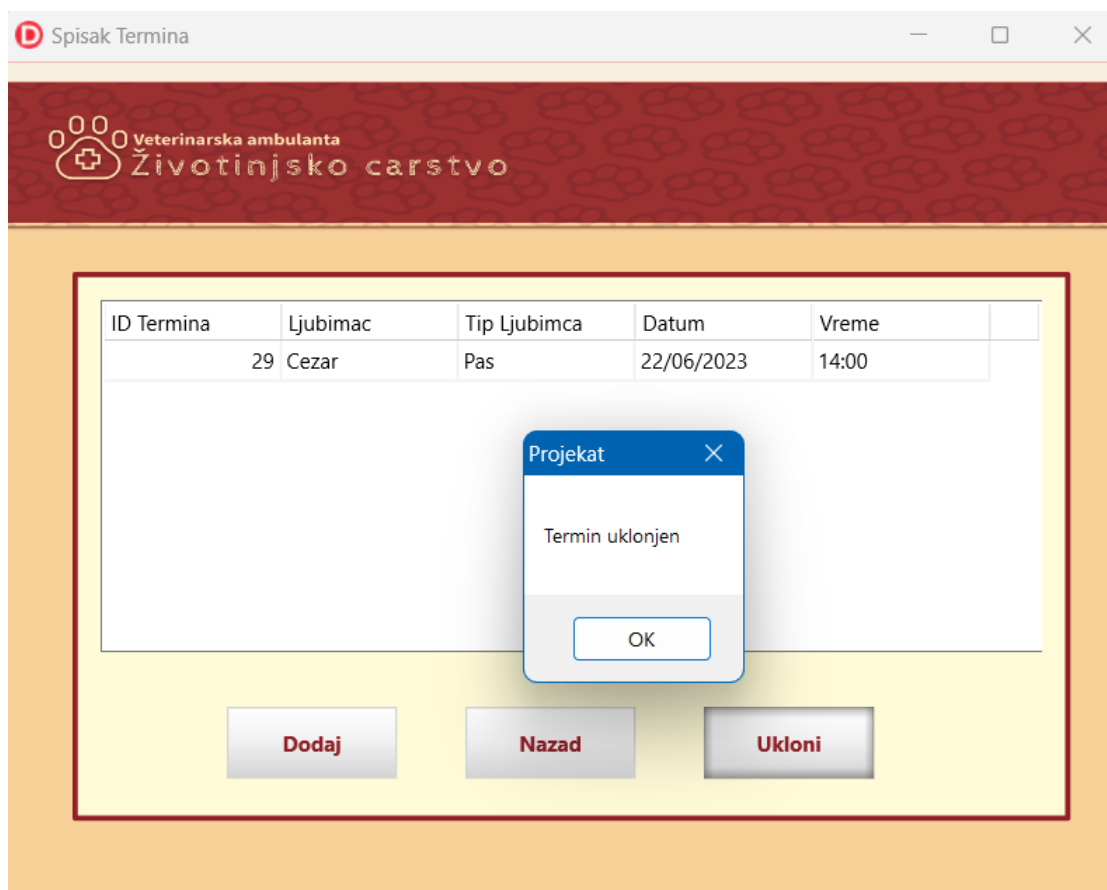 Spisak Termina
Veterinarska ambulanta
Životinjsko carstvo
ID Termina Ljubimac Tip Ljubimca Datum Vreme
29 Cezar Pas 22/06/2023 14:00
Projekat
Termin uklonjen
OK
Dodaj Nazad Ukloni